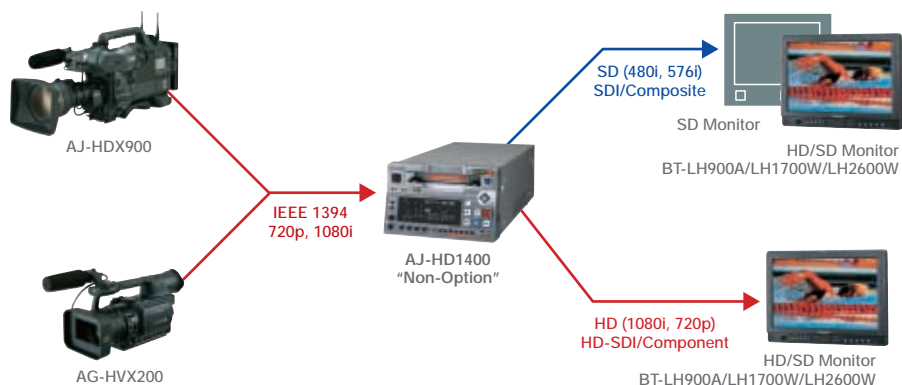 AJ-HDX900
AG-HVX200
IEEE 1394
720p, 1080i
AJ-HD1400
“Non-Option”
SD (480i, 576i)
SDI/Composite
SD Monitor
HD/SD Monitor
BT-LH900A/LH1700W/LH2600W
HD (1080i, 720p)
HD-SDI/Component
HD/SD Monitor
BT-LH900A/LH1700W/LH2600W